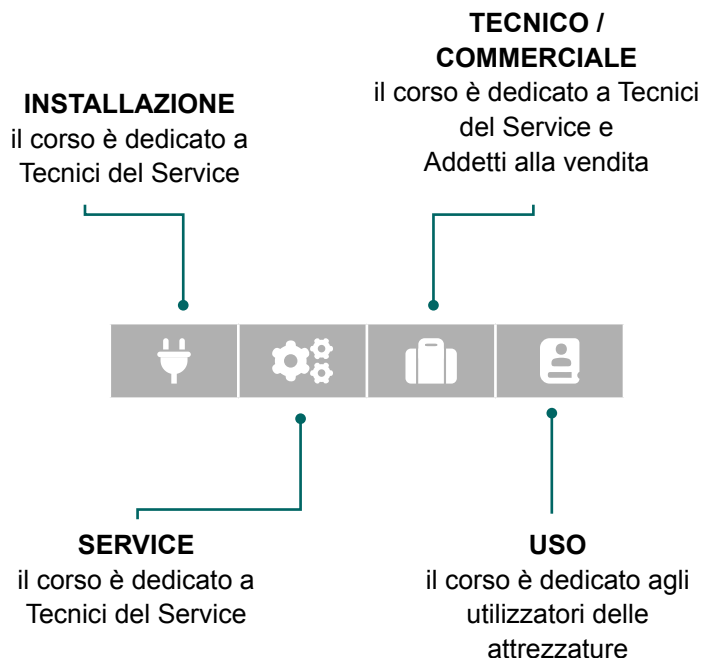 INSTALLAZIONE
il corso è dedicato a
Tecnici del Service
TECNICO /
COMMERCIALE
il corso è dedicato a Tecnici
del Service e
Addetti alla vendita
SERVICE
il corso è dedicato a
Tecnici del Service
USO
il corso è dedicato agli
utilizzatori delle
attrezzature